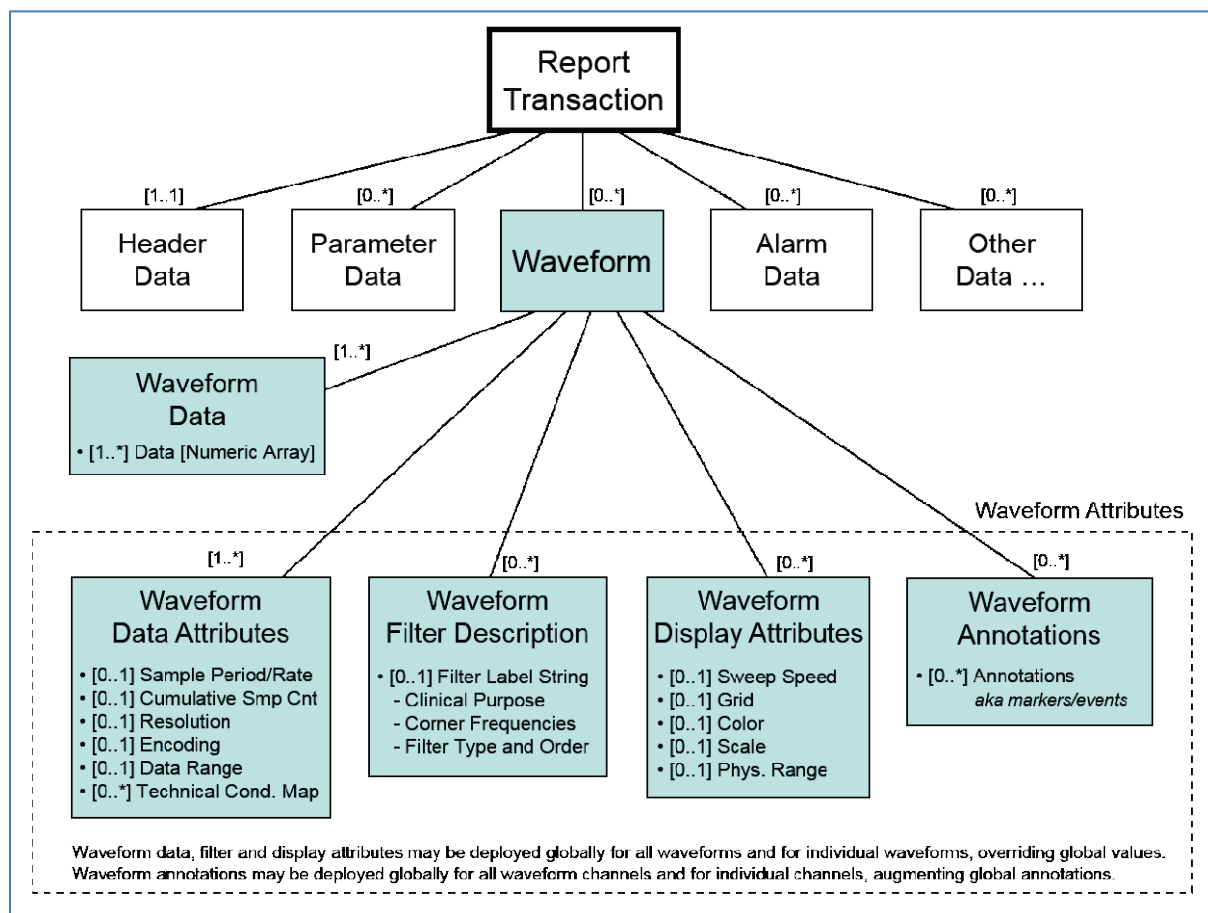 Report
Transaction
[1..1]
[0..*]
[0..*]
[0..*]
[0..*]
Header
Data
Parameter
Data
Waveform
Alarm
Data
Other
Data …
[1..*]
Waveform
Data
• [1..*] Data [Numeric Array]
Waveform Attributes
[1..*]
[0..*]
[0..*]
[0..*]
Waveform
Data Attributes
• [0..1] Sample Period/Rate
• [0..1] Cumulative Smp Cnt
• [0..1] Resolution
• [0..1] Encoding
• [0..1] Data Range
• [0..*] Technical Cond. Map
Waveform
Filter Description
• [0..1] Filter Label String
- Clinical Purpose
- Corner Frequencies
- Filter Type and Order
Waveform
Display Attributes
• [0..1] Sweep Speed
• [0..1] Grid
• [0..1] Color
• [0..1] Scale
• [0..1] Phys. Range
Waveform
Annotations
• [0..*] Annotations
aka markers/events
Waveform data, filter and display attributes may be deployed globally for all waveforms and for individual waveforms, overriding global values.
Waveform annotations may be deployed globally for all waveform channels and for individual channels, augmenting global annotations.